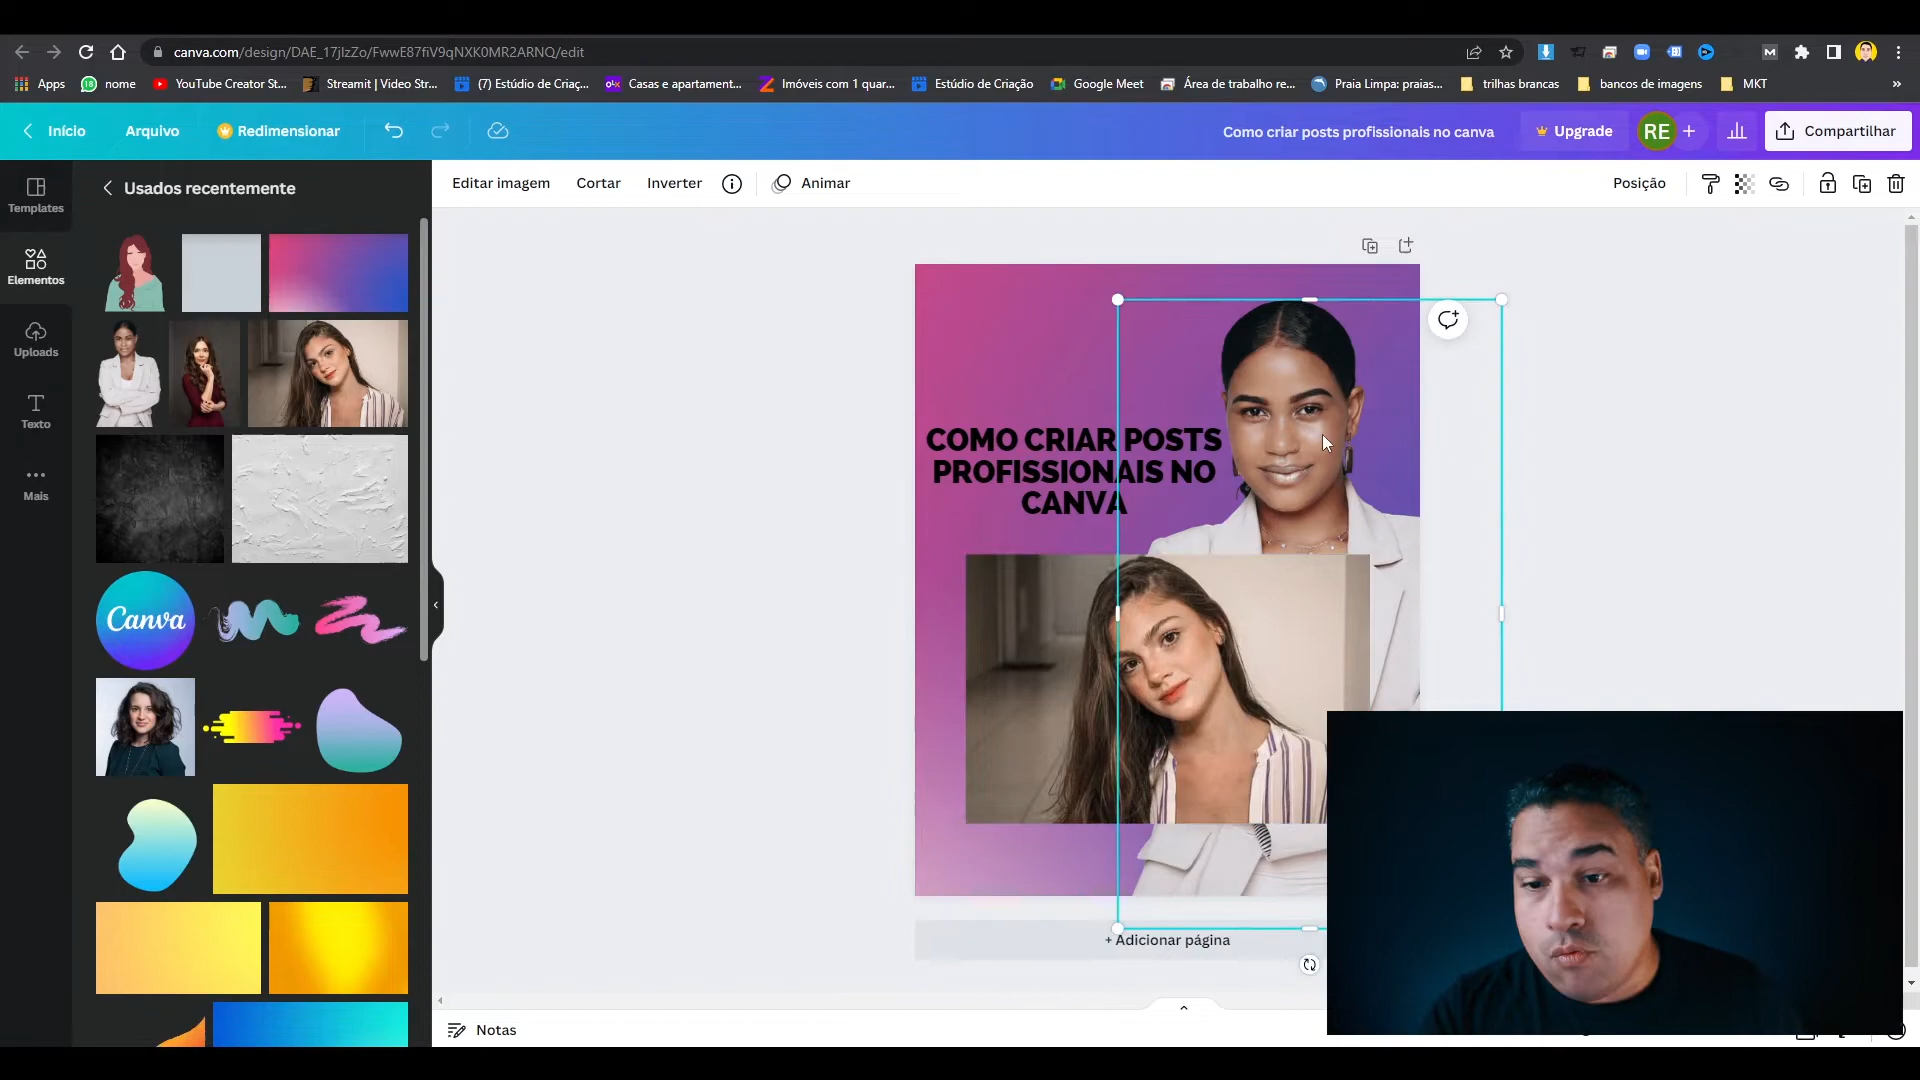 canva.com/design/DAE_17jIzZo/FwwE87fiV9qNXK0MR2ARNQ/edit
Apps
nome
YouTube Creator St...
Streamit | Video Str...
(7) Estúdio de Criaç...
Casas e apartament...
Imóveis com 1 quar...
Estúdio de Criação
Google Meet
Área de trabalho re...
Praia Limpa: praias...
trilhas brancas
bancos de imagens
MKT
»
Início
Arquivo
Redimensionar
Como criar posts profissionais no canva
Upgrade
RE
+
Compartilhar
Templates
Elementos
Uploads
Texto
Mais
Usados recentemente
Canva
Editar imagem
Cortar
Inverter
Animar
Posição
COMO CRIAR POSTS
PROFISSIONAIS NO
CANVA
+ Adicionar página
Notas